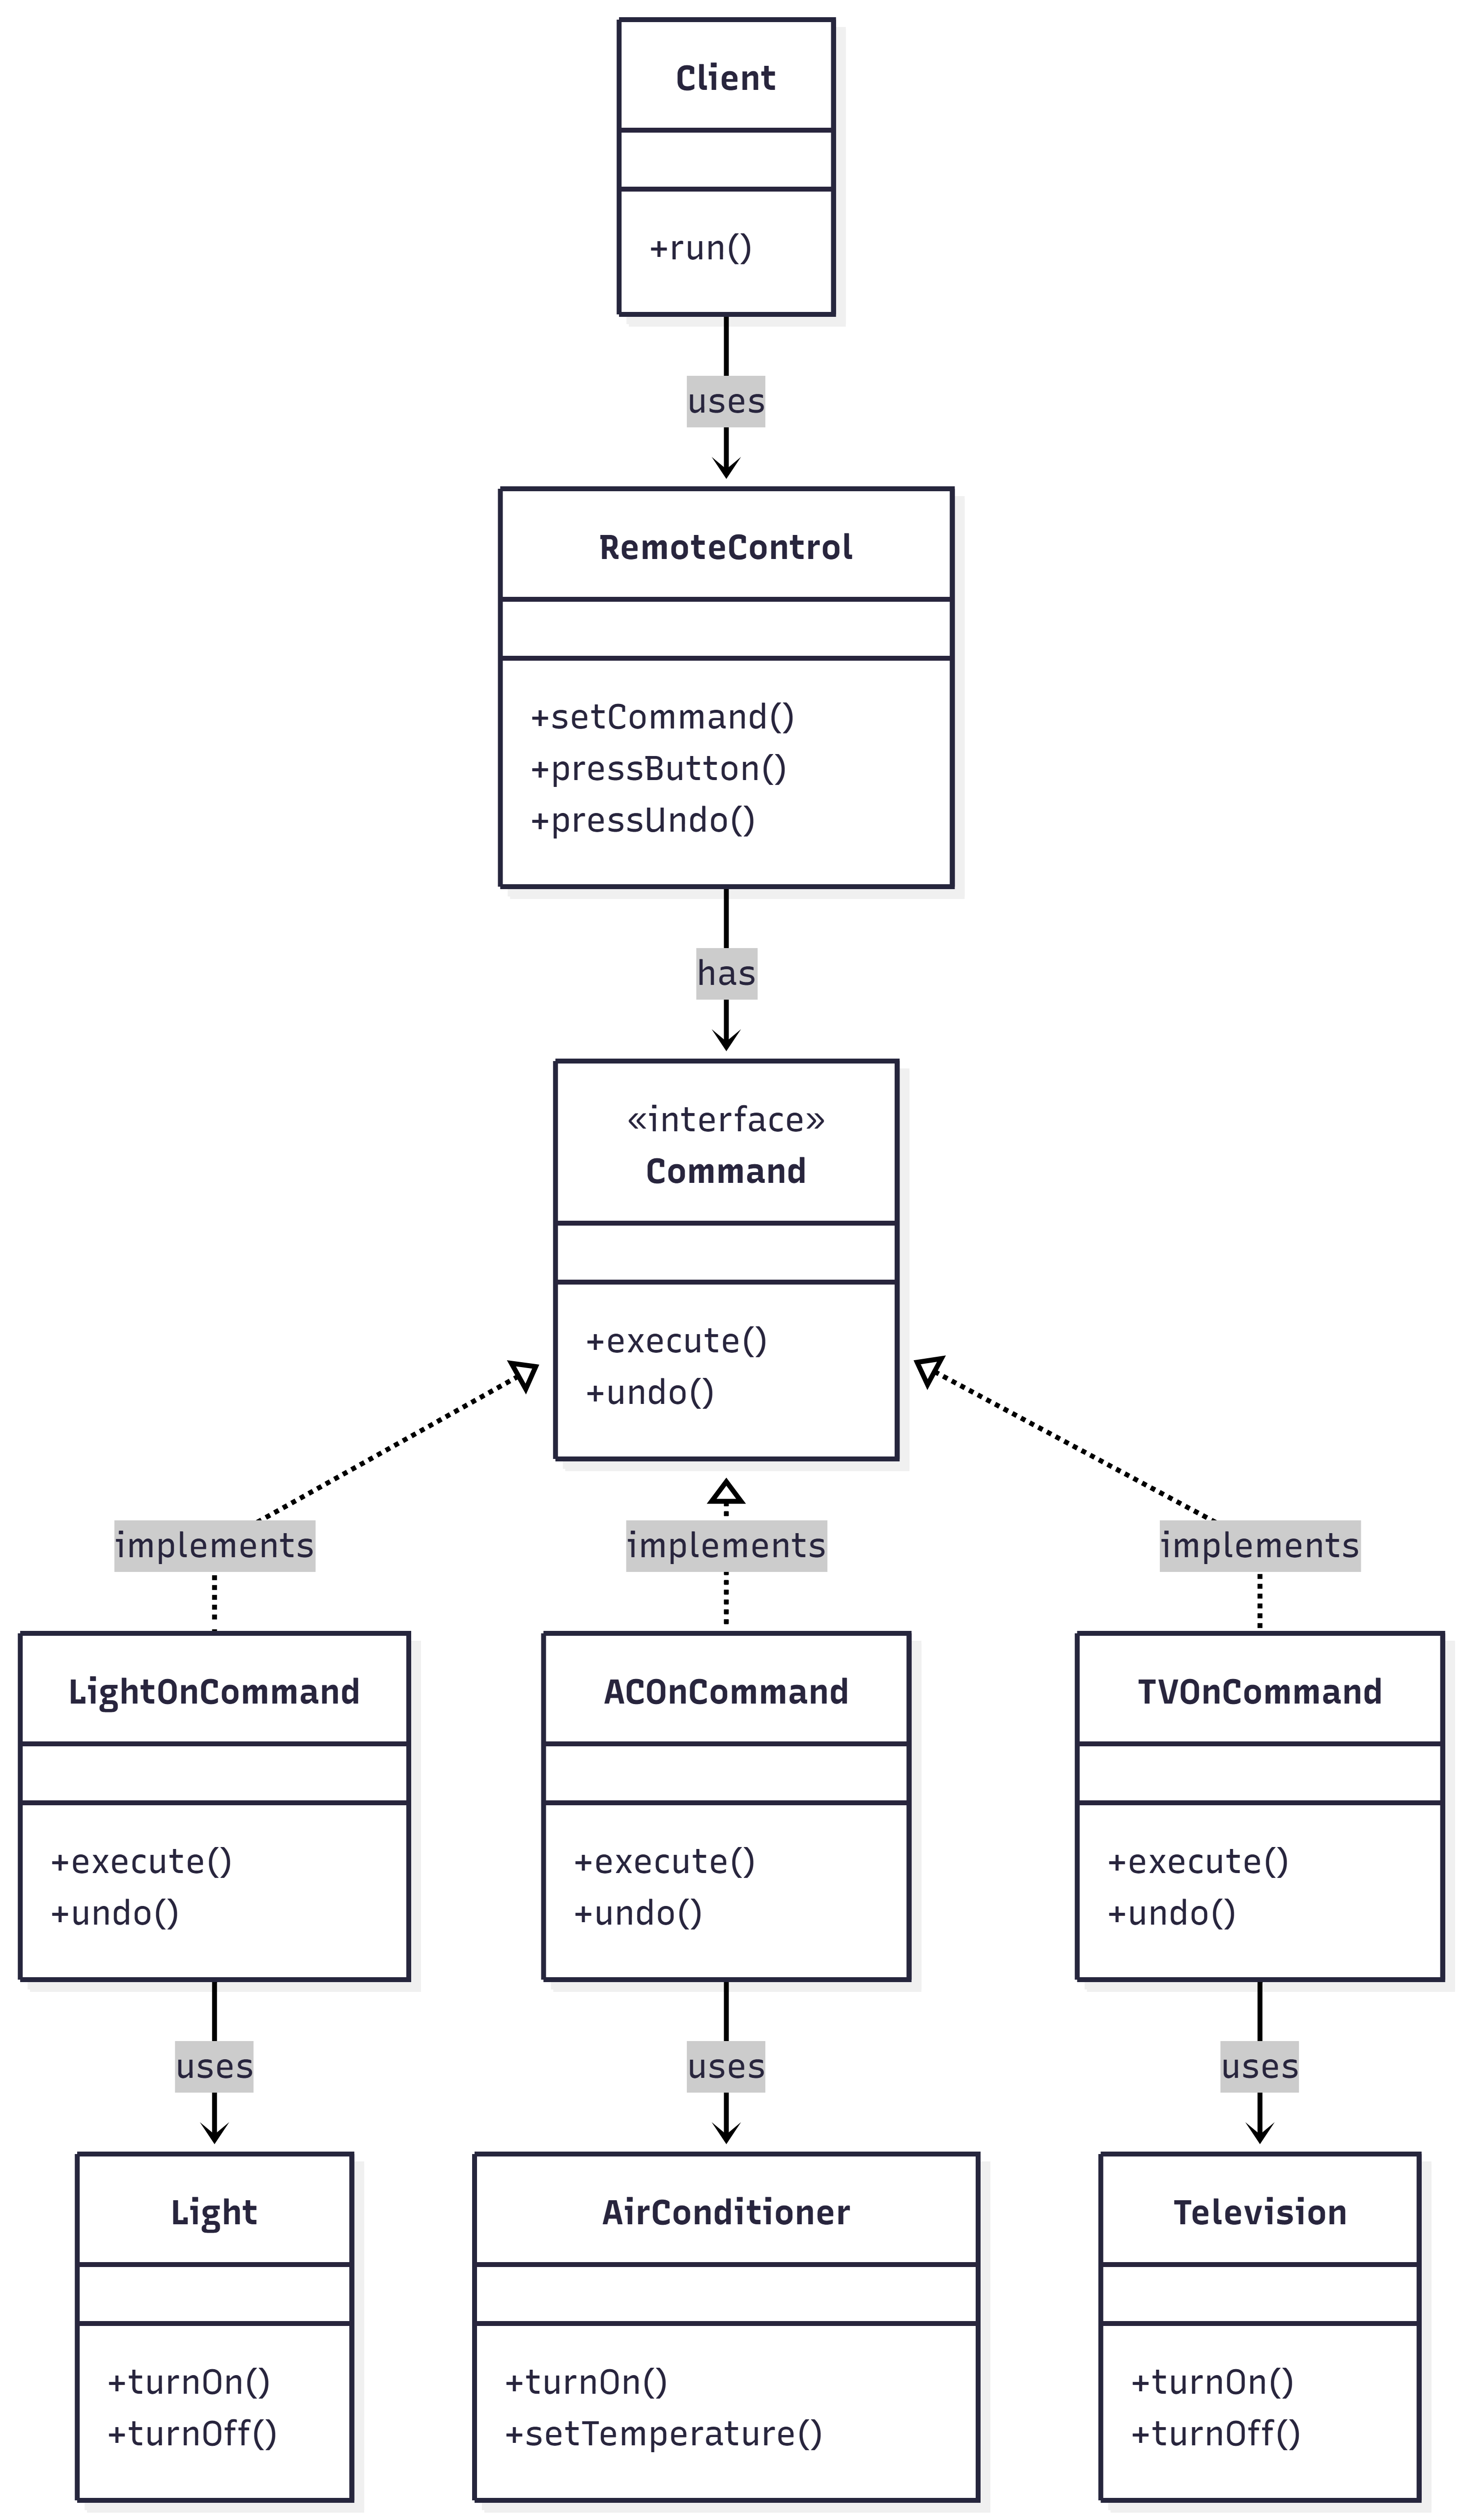 Client
+run()
uses
RemoteControl
+setCommand()
+pressButton()
+pressUndo()
has
«interface»
Command
+execute()
+undo()
implements
implements
implements
LightOnCommand
+execute()
+undo()
ACOnCommand
+execute()
+undo()
TVOnCommand
+execute()
+undo()
uses
uses
uses
Light
+turnOn()
+turnOff()
AirConditioner
+turnOn()
+setTemperature()
Television
+turnOn()
+turnOff()